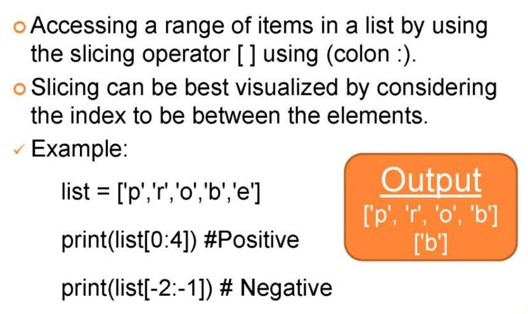 Accessing a range of items in a list by using
the slicing operator [ ] using (colon :).
Slicing can be best visualized by considering
the index to be between the elements.
Example:
list = ['p','r','o','b','e']
print(list[0:4]) #Positive
print(list[-2:-1]) # Negative
Output
['p', 'r', 'o', 'b']
['b']